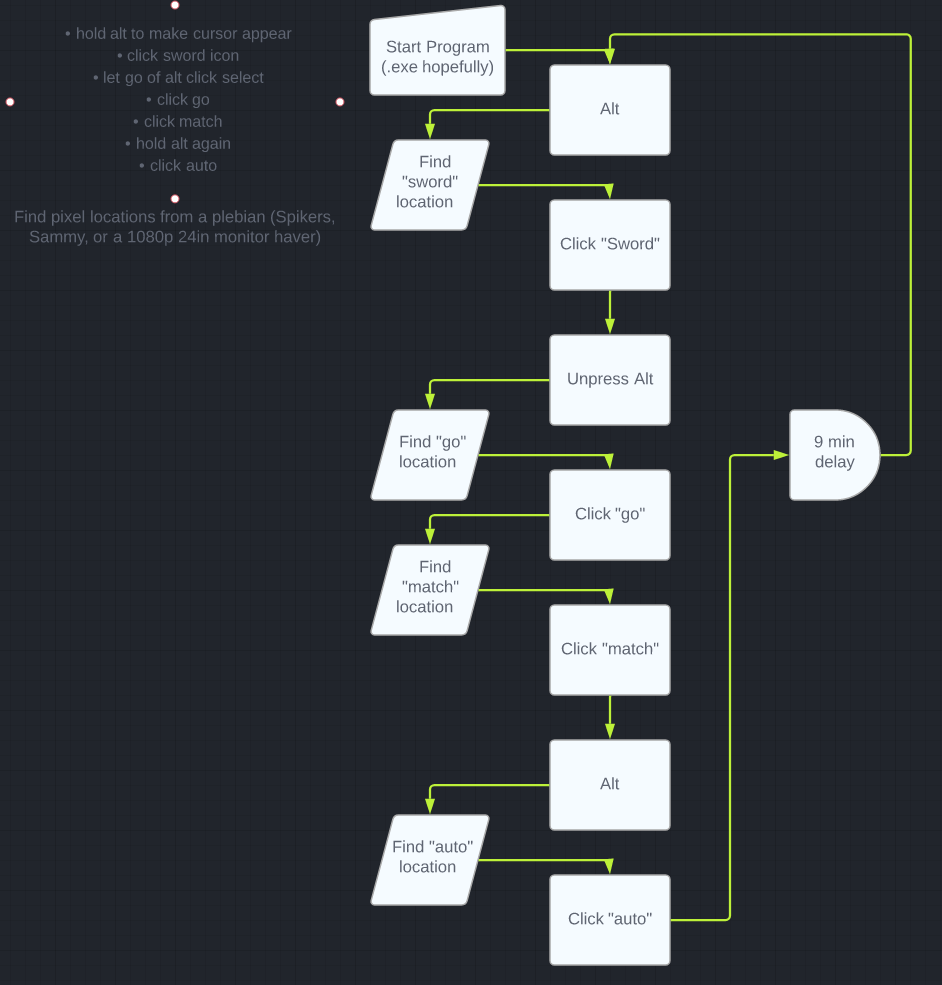 • hold alt to make cursor appear
• click sword icon
• let go of alt click select
• click go
• click match
• hold alt again
• click auto
Find pixel locations from a plebian (Spikers,
Sammy, or a 1080p 24in monitor haver)
Start Program
(.exe hopefully)
Alt
Find
"sword"
location
Click "Sword"
Unpress Alt
Find "go"
location
Click "go"
Find
"match"
location
Click "match"
Alt
Find "auto"
location
Click "auto"
9 min
delay